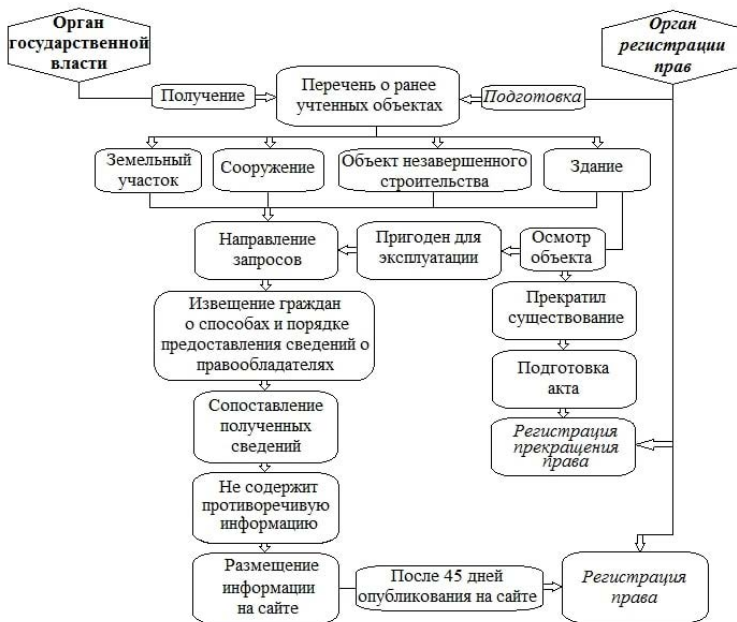 Орган
государственной
власти
Орган
регистрации
прав
Получение
Перечень о ранее
учтенных объектах
Подготовка
Земельный
участок
Сооружение
Объект незавершенного
строительства
Здание
Направление
запросов
Пригоден для
эксплуатации
Осмотр
объекта
Извещение граждан
о способах и порядке
предоставления сведений о
правообладателях
Прекратил
существование
Подготовка
акта
Сопоставление
полученных
сведений
Регистрация
прекращения
права
Не содержит
противоречивую
информацию
Размещение
информации
на сайте
После 45 дней
опубликования на сайте
Регистрация
права